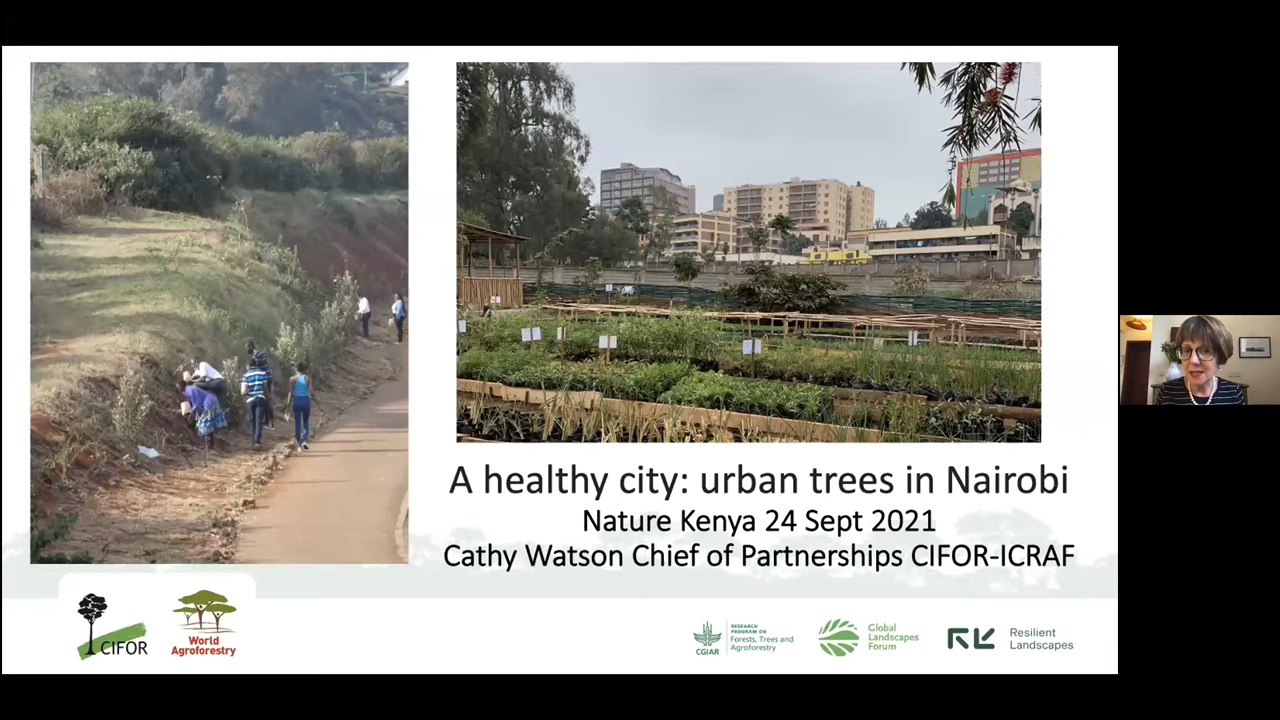 A healthy city: urban trees in Nairobi
Nature Kenya 24 Sept 2021
Cathy Watson Chief of Partnerships CIFOR-ICRAF
CIFOR
World
Agroforestry
CGIAR
RESEARCH
PROGRAM ON
Forests, Trees and
Agroforestry
Global
Landscapes
Forum
Resilient
Landscapes